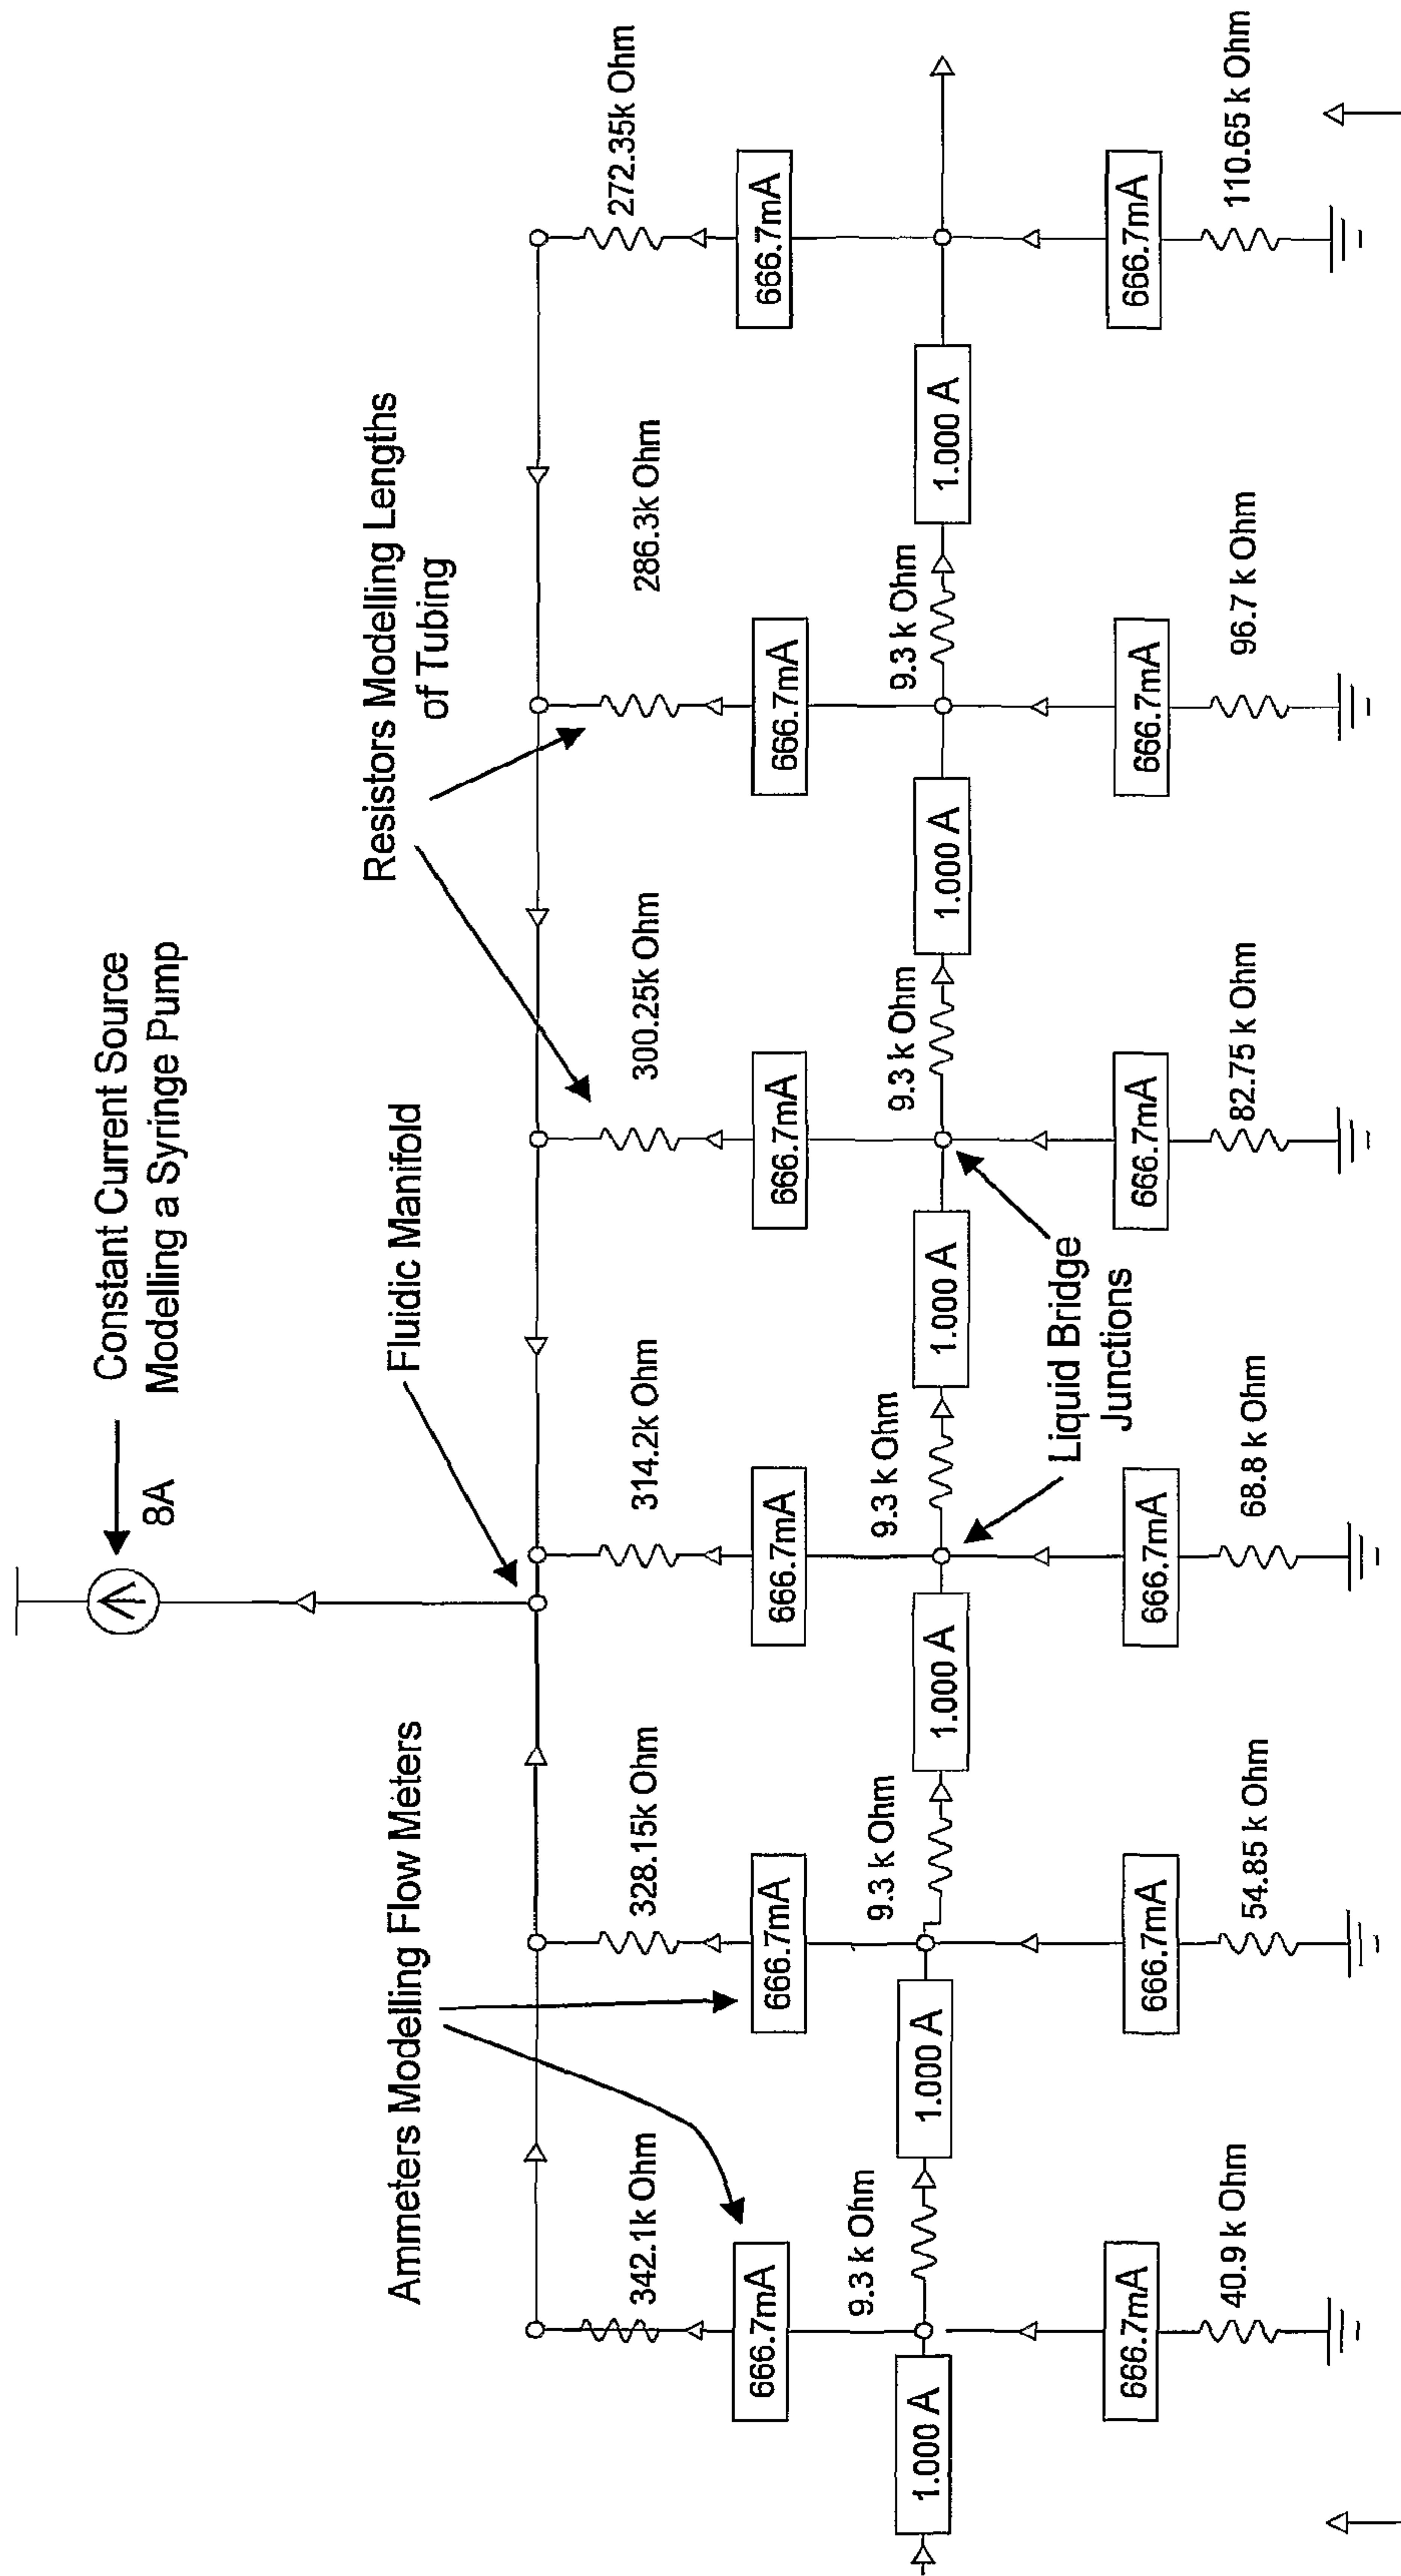 Constant Current Source
Modelling a Syringe Pump
8A
Fluidic Manifold
Ammeters Modelling Flow Meters
Resistors Modelling Lengths
of Tubing
342.1k Ohm
328.15k Ohm
314.2k Ohm
300.25k Ohm
286.3k Ohm
272.35k Ohm
666.7mA
666.7mA
666.7mA
666.7mA
666.7mA
666.7mA
9.3 k Ohm
9.3 k Ohm
9.3 k Ohm
9.3 k Ohm
9.3 k Ohm
1.000 A
1.000 A
1.000 A
1.000 A
1.000 A
1.000 A
Liquid Bridge
Junctions
666.7mA
666.7mA
666.7mA
666.7mA
666.7mA
666.7mA
40.9 k Ohm
54.85 k Ohm
68.8 k Ohm
82.75 k Ohm
96.7 k Ohm
110.65 k Ohm